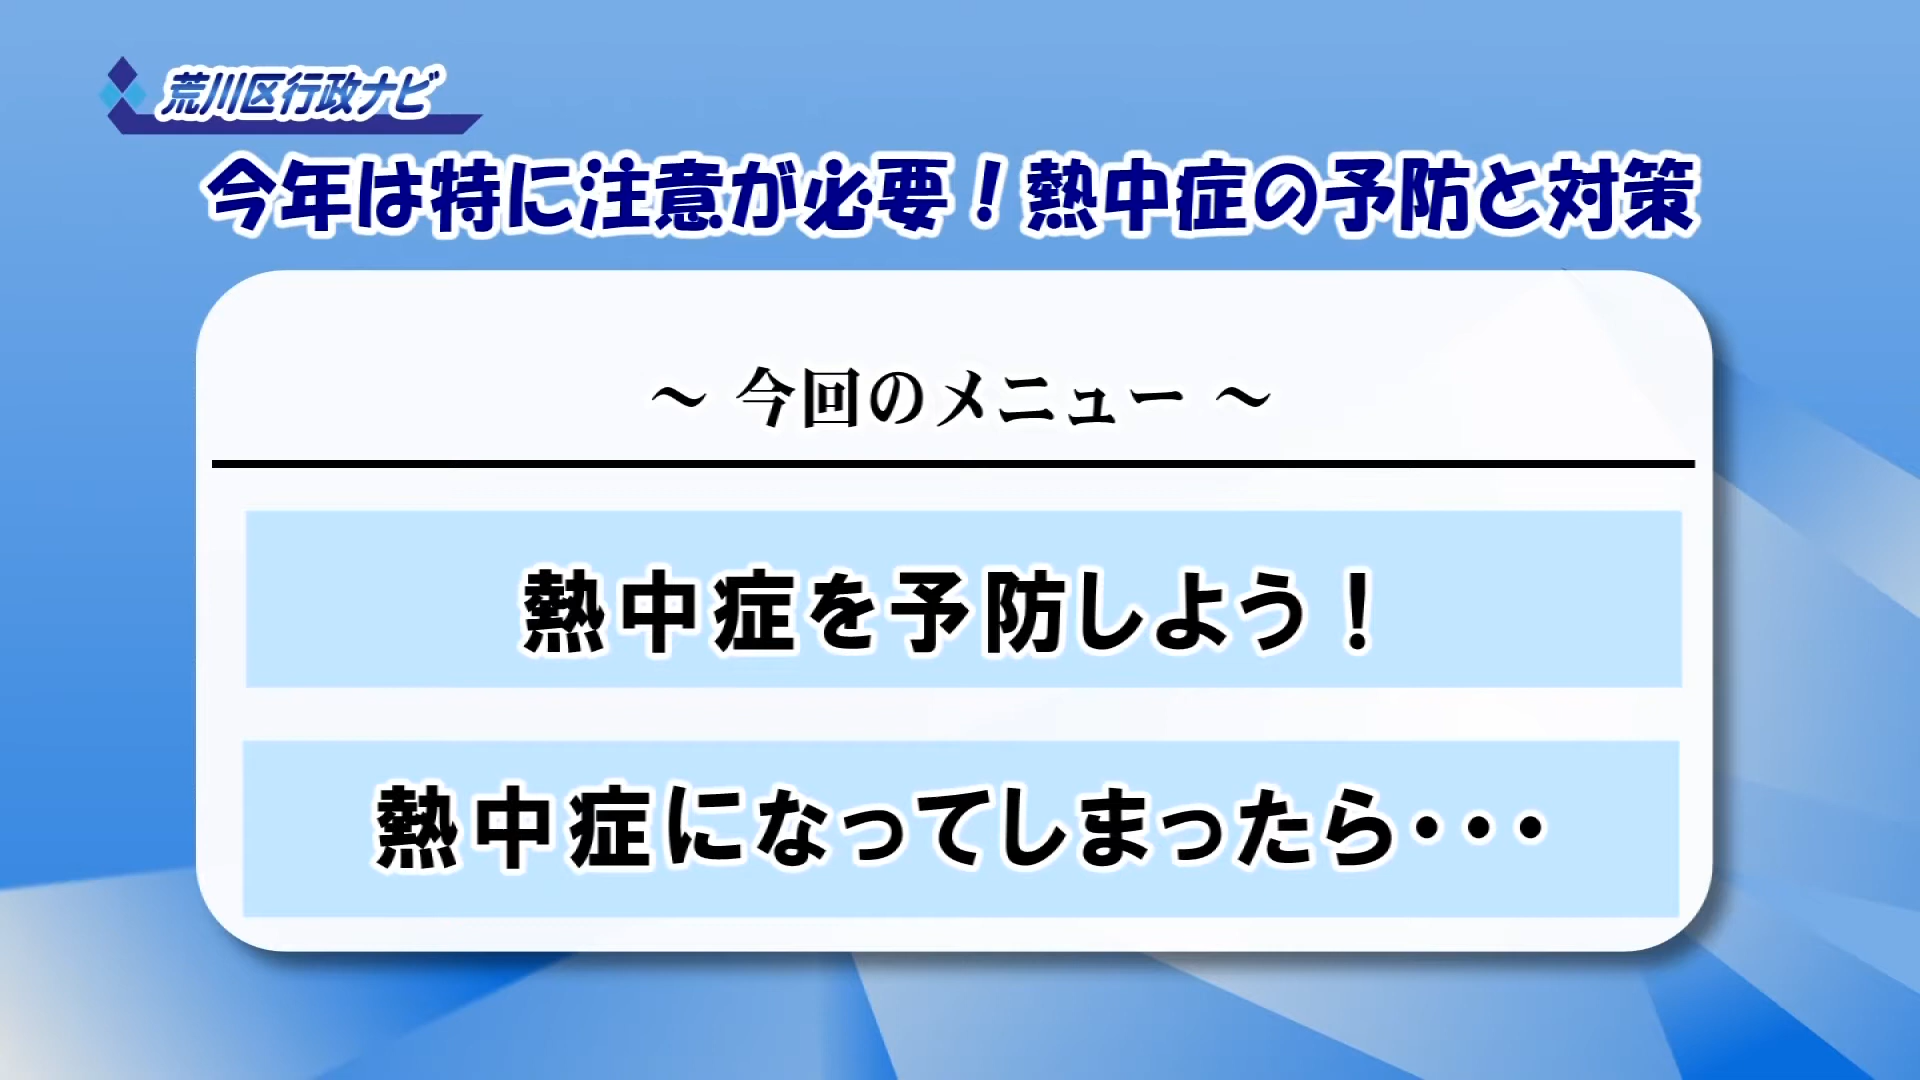 荒川区行政ナビ
今年は特に注意が必要！熱中症の予防と対策
～ 今回のメニュー ～
熱中症を予防しよう！
熱中症になってしまったら・・・